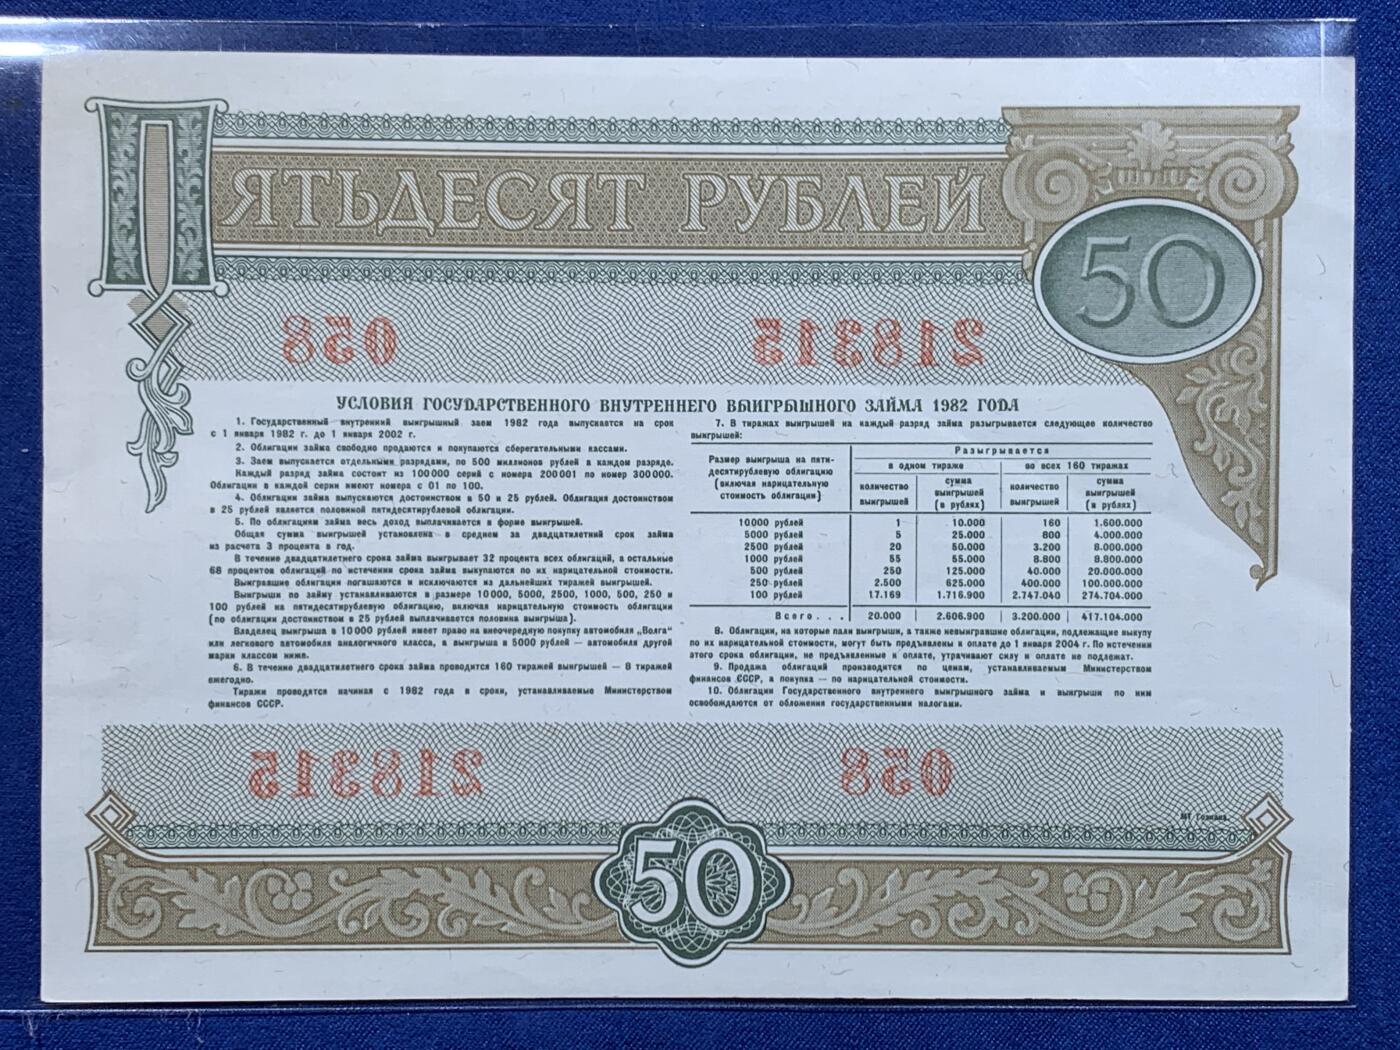 ПЯТЬДЕСЯТ РУБЛЕЙ
50
058 218315
УСЛОВИЯ ГОСУДАРСТВЕННОГО ВНУТРЕННЕГО ВЫИГРЫШНОГО ЗАЙМА 1982 ГОДА
1. Государственный внутренний выигрышный заем 1982 года выпускается на срок
с 1 января 1982 г. до 1 января 2002 г.
2. Облигации займа свободно продаются и покупаются сберегательными кассами.
3. Заем выпускается отдельными разрядами, по 500 миллионов рублей в каждом разряде.
Каждый разряд займа состоит из 100 000 серий с номера 200 001 по номер 300 000.
Облигации в каждой серии имеют номера с 01 по 100.
4. Облигации займа выпускаются достоинством в 50 и 25 рублей. Облигация достоинством
в 25 рублей является половиной пятидесятирублевой облигации.
5. По облигациям займа весь доход выплачивается в форме выигрышей.
Общая сумма выигрышей установлена в среднем за двадцатилетний срок займа
из расчета 3 процента в год.
В течение двадцатилетнего срока займа выигрывает 32 процента всех облигаций, а остальные
68 процентов облигаций по истечении срока займа выкупаются по их нарицательной стоимости.
Выигравшие облигации погашаются и исключаются из дальнейших тиражей выигрышей.
Выигрыши по займу устанавливаются в размере 10 000, 5000, 2500, 1000, 500, 250 и
100 рублей на пятидесятирублевую облигацию, включая нарицательную стоимость облигации
(по облигации достоинством в 25 рублей выплачивается половина выигрыша).
Владелец выигрыша в 10 000 рублей имеет право на внеочередную покупку автомобиля „Волга“
или легкового автомобиля аналогичного класса, а выигрыша в 5000 рублей — автомобиля другой
марки классом ниже.
6. В течение двадцатилетнего срока займа проводится 160 тиражей выигрышей — 8 тиражей
ежегодно.
Тиражи проводятся начиная с 1982 года в сроки, устанавливаемые Министерством
финансов СССР.
7. В тиражах выигрышей на каждый разряд займа разыгрывается следующее количество
выигрышей:
Размер выигрыша на пяти-
десятирублевую облигацию
(включая нарицательную
стоимость облигации)
Разыгрывается
в одном тираже во всех 160 тиражах
количество выигрышей сумма выигрышей (в рублях) количество выигрышей сумма выигрышей (в рублях)
10 000 рублей 1 10.000 160 1.600.000
5000 рублей 5 25.000 800 4.000.000
2500 рублей 20 50.000 3.200 8.000.000
1000 рублей 55 55.000 8.800 8.800.000
500 рублей 250 125.000 40.000 20.000.000
250 рублей 2.500 625.000 400.000 100.000.000
100 рублей 17.169 1.716.900 2.747.040 274.704.000
Всего... 20.000 2.606.900 3.200.000 417.104.000
8. Облигации, на которые пали выигрыши, а также невыигравшие облигации, подлежащие выкупу
по их нарицательной стоимости, могут быть предъявлены к оплате до 1 января 2004 г. По истечении
этого срока облигации, не предъявленные к оплате, утрачивают силу и оплате не подлежат.
9. Продажа облигаций производится по ценам, устанавливаемым Министерством
финансов СССР, а покупка — по нарицательной стоимости.
10. Облигации Государственного внутреннего выигрышного займа и выигрыши по ним
освобождаются от обложения государственными налогами.
218315 058
МТ Гознака.
50